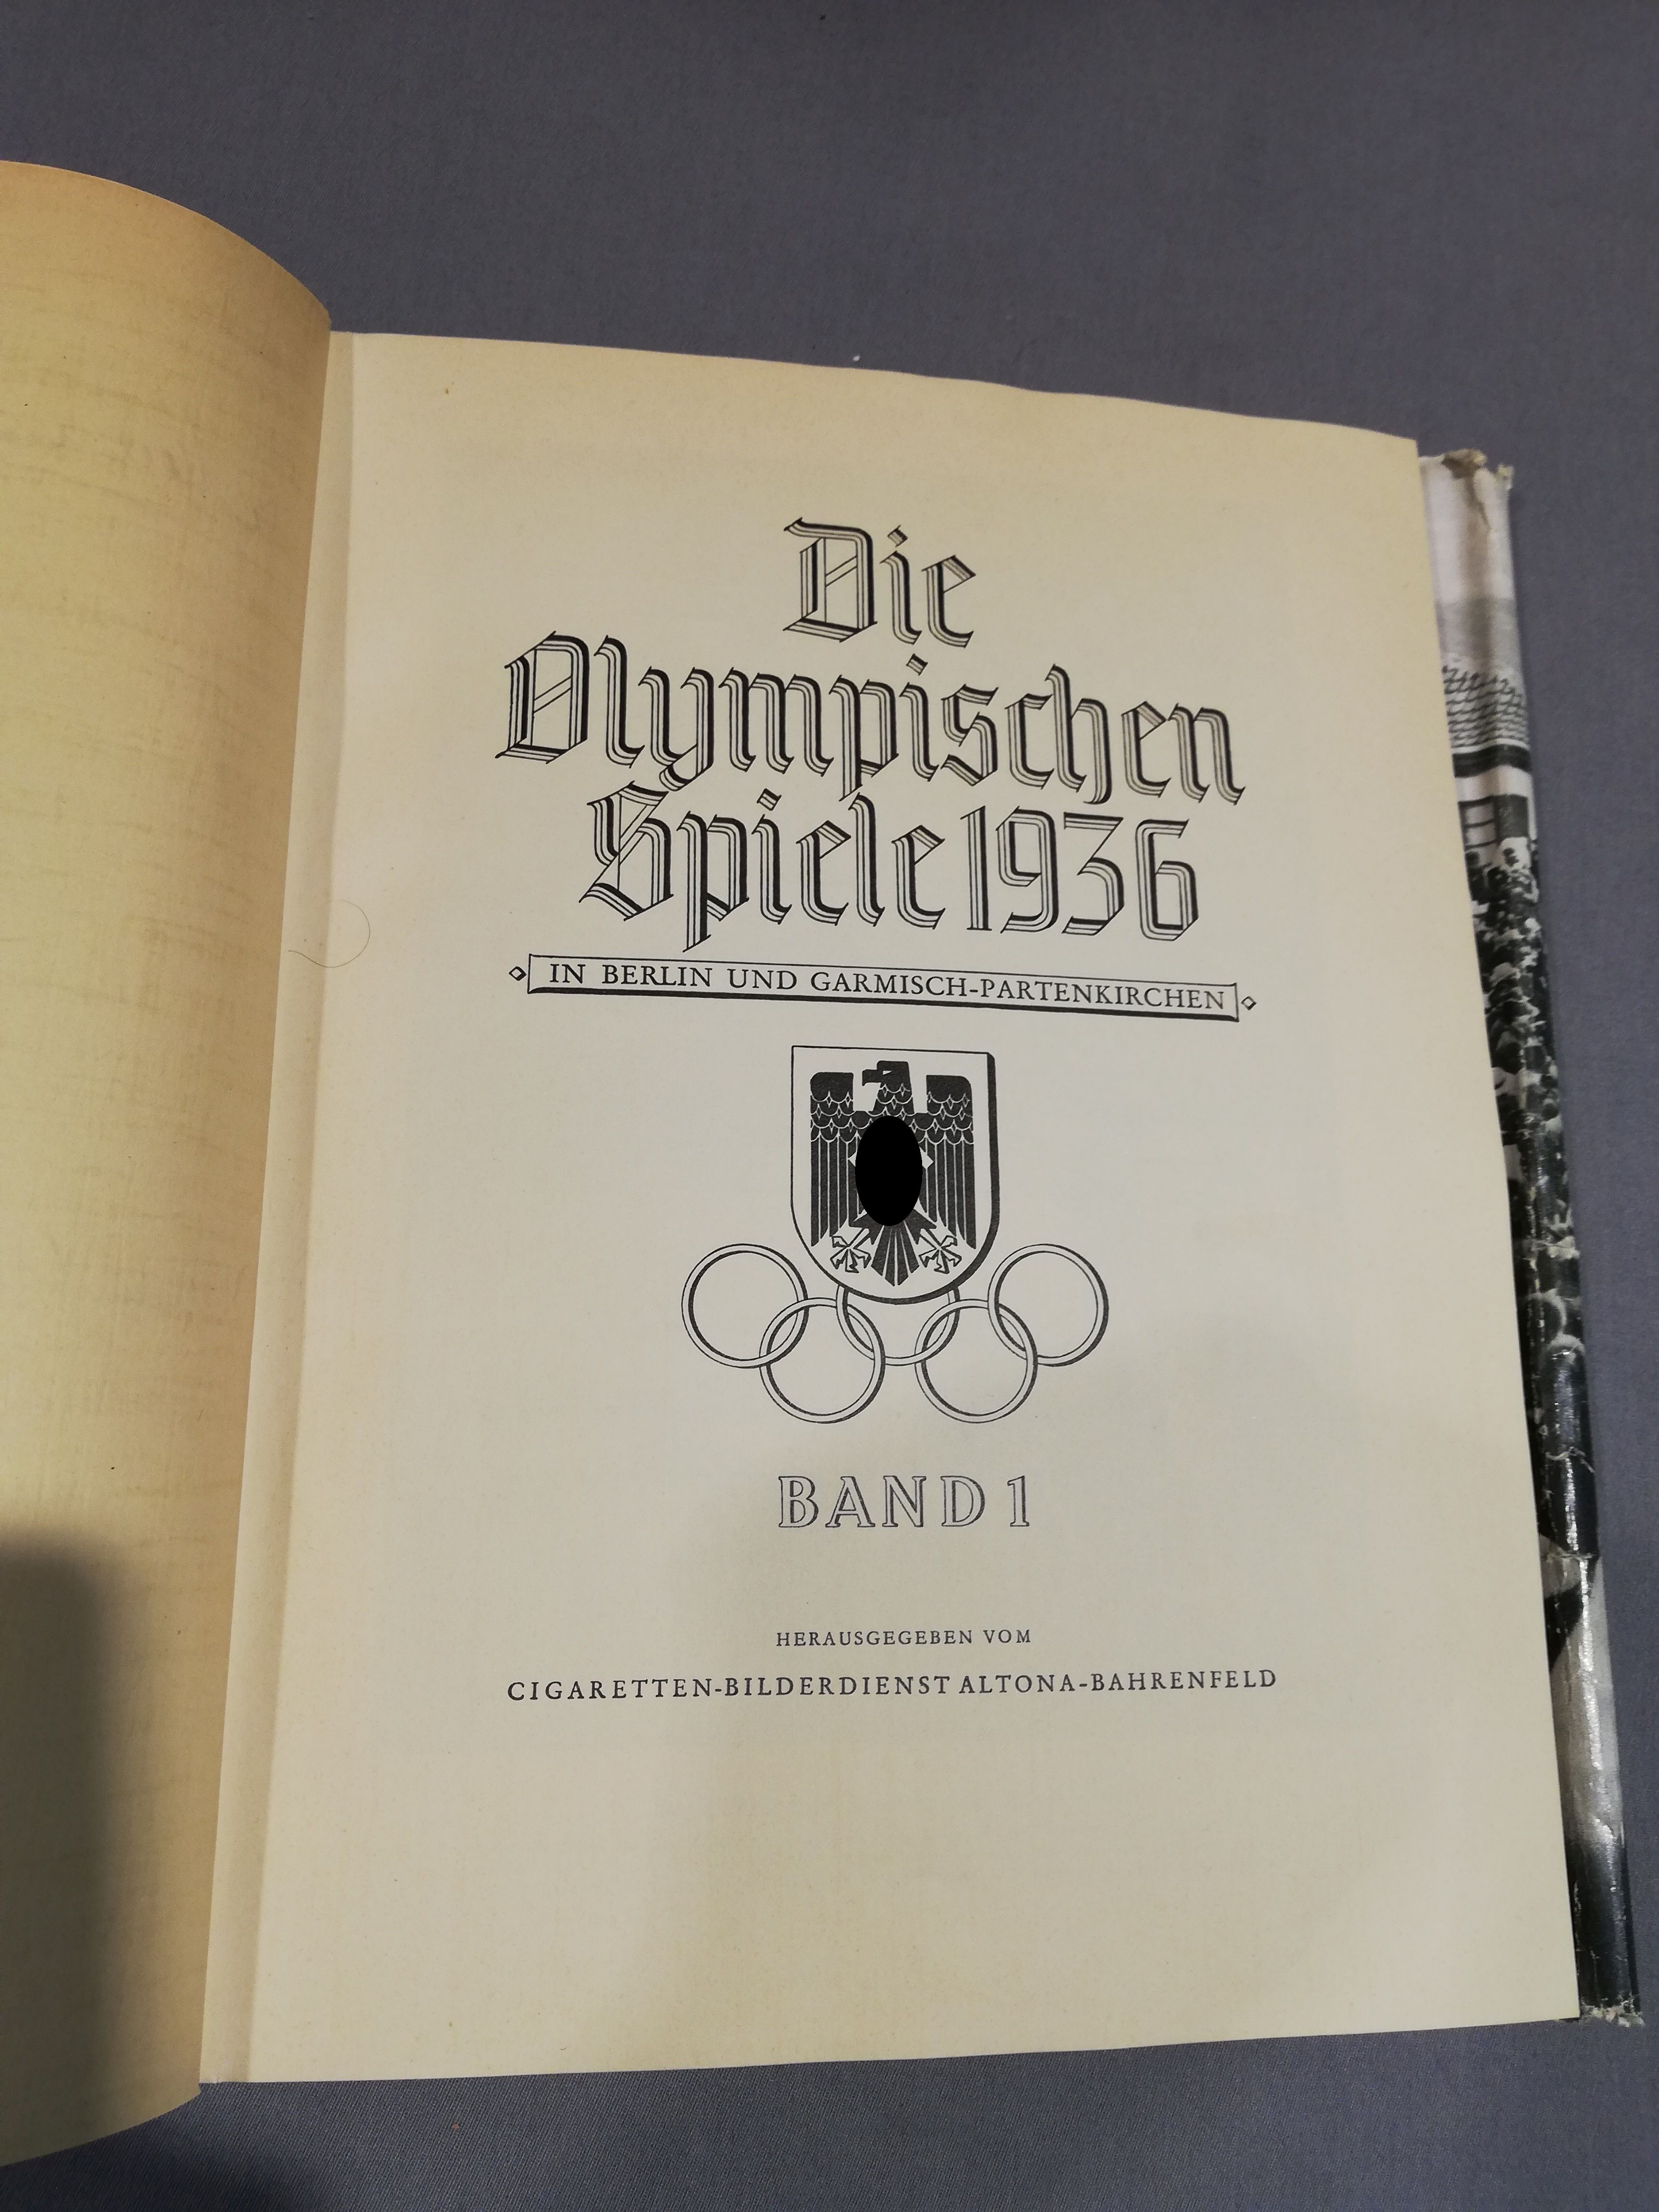 Die
Olympischen
Spiele 1936
IN BERLIN UND GARMISCH-PARTENKIRCHEN
BAND 1
HERAUSGEGEBEN VOM
CIGARETTEN-BILDERDIENST ALTONA-BAHRENFELD